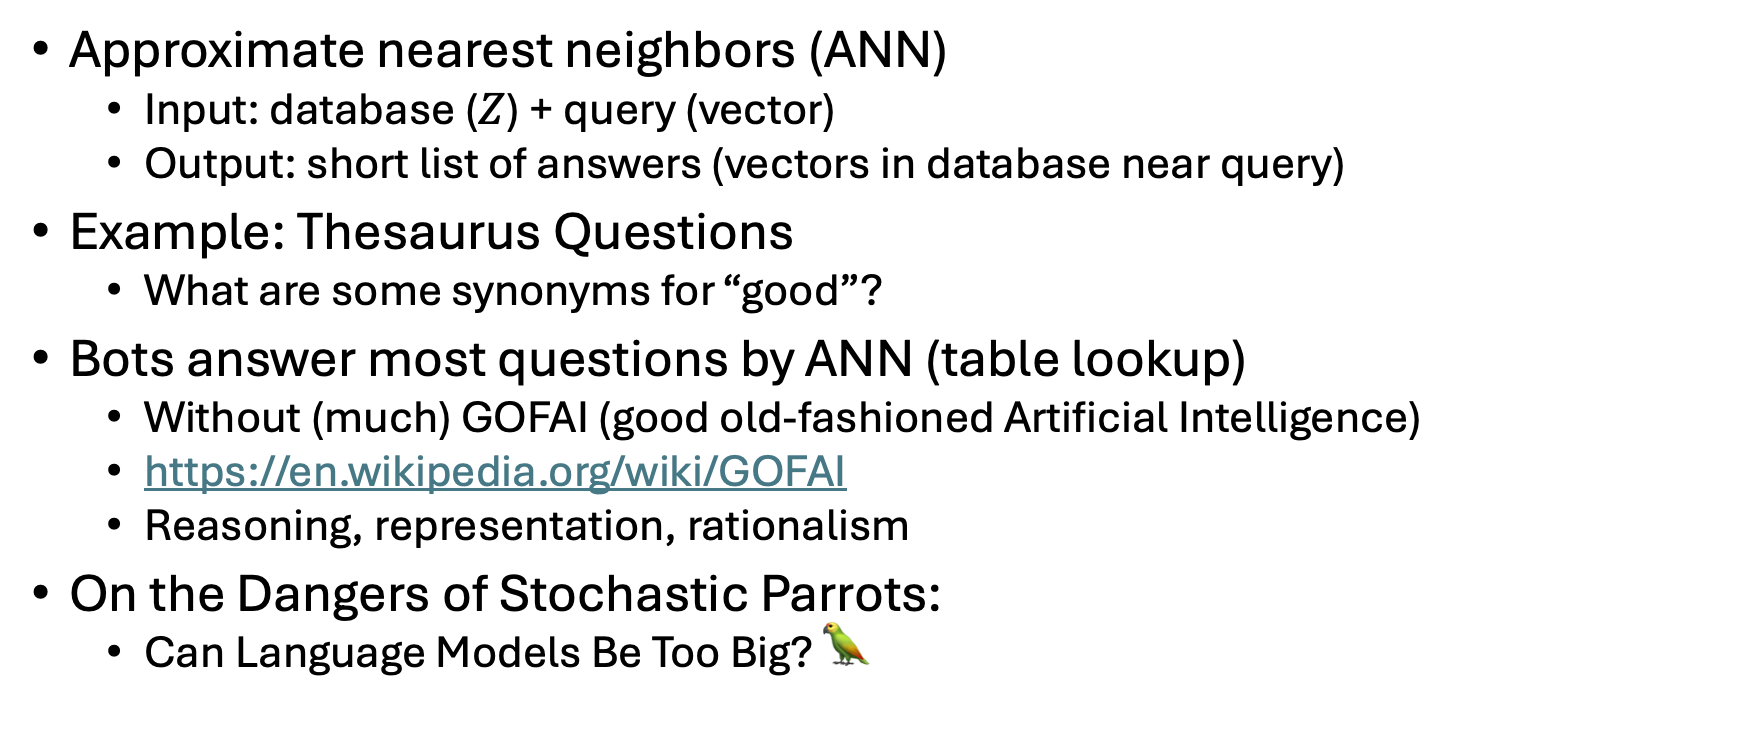 • Approximate nearest neighbors (ANN)
• Input: database (Z) + query (vector)
• Output: short list of answers (vectors in database near query)
• Example: Thesaurus Questions
• What are some synonyms for “good”?
• Bots answer most questions by ANN (table lookup)
• Without (much) GOFAI (good old-fashioned Artificial Intelligence)
• https://en.wikipedia.org/wiki/GOFAI
• Reasoning, representation, rationalism
• On the Dangers of Stochastic Parrots:
• Can Language Models Be Too Big? 🦜